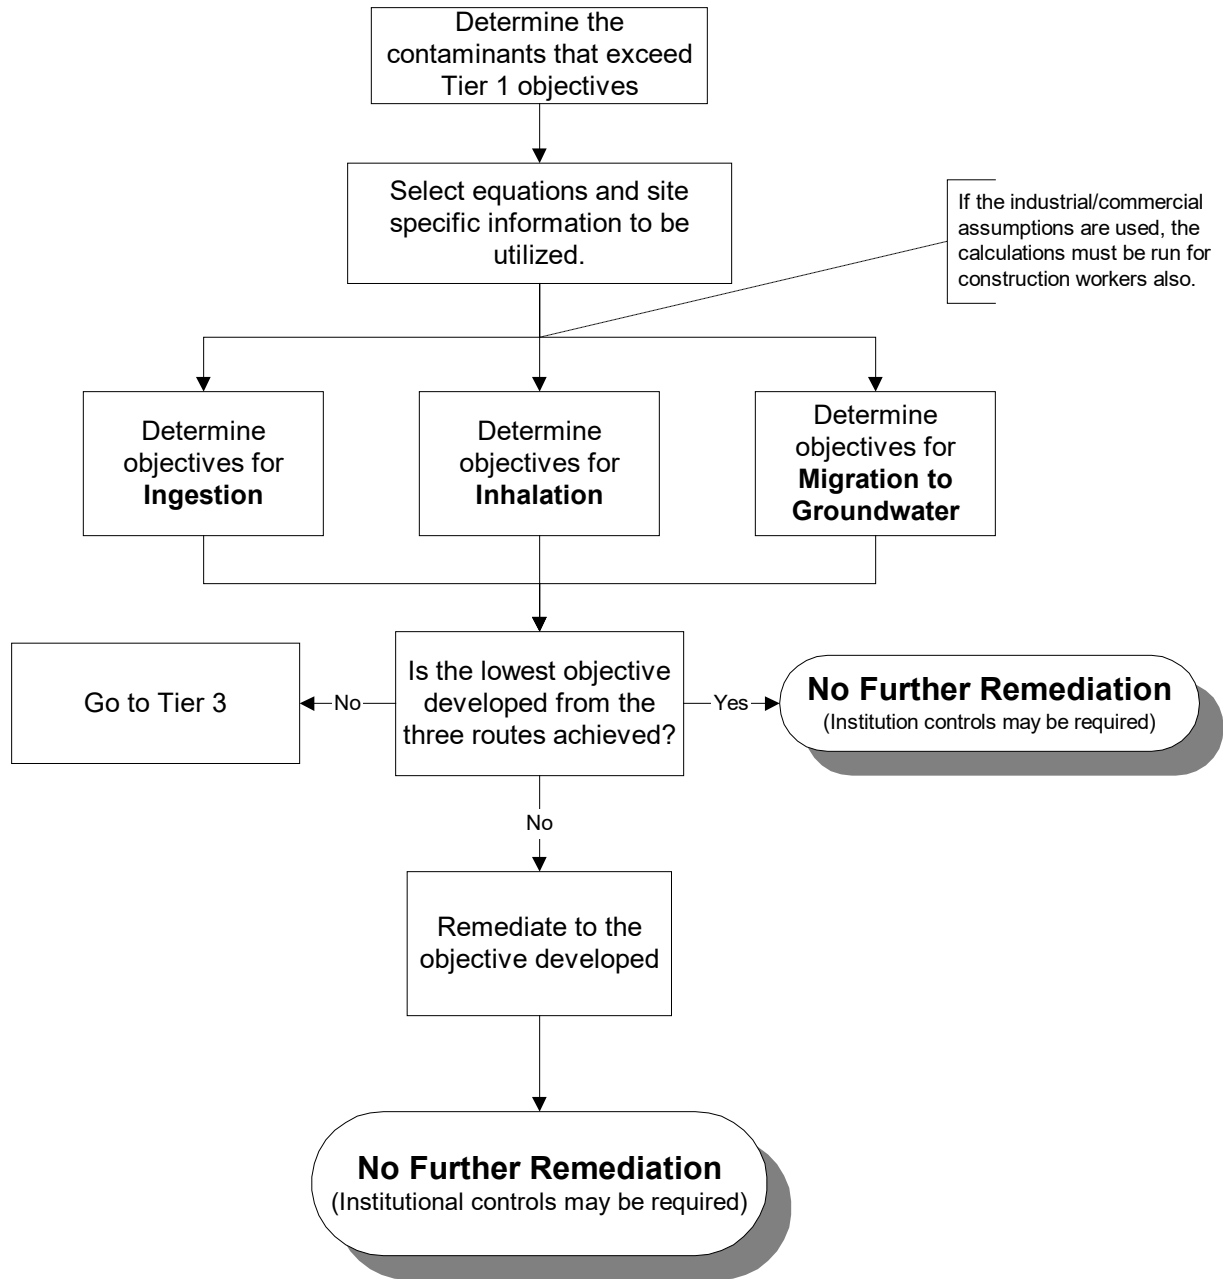 Determine the
contaminants that exceed
Tier 1 objectives
Select equations and site
specific information to be
utilized.
If the industrial/commercial
assumptions are used, the
calculations must be run for
construction workers also.
Determine
objectives for
Ingestion
Determine
objectives for
Inhalation
Determine
objectives for
Migration to
Groundwater
Go to Tier 3
No
Is the lowest objective
developed from the
three routes achieved?
Yes
No Further Remediation
(Institution controls may be required)
No
Remediate to the
objective developed
No Further Remediation
(Institutional controls may be required)